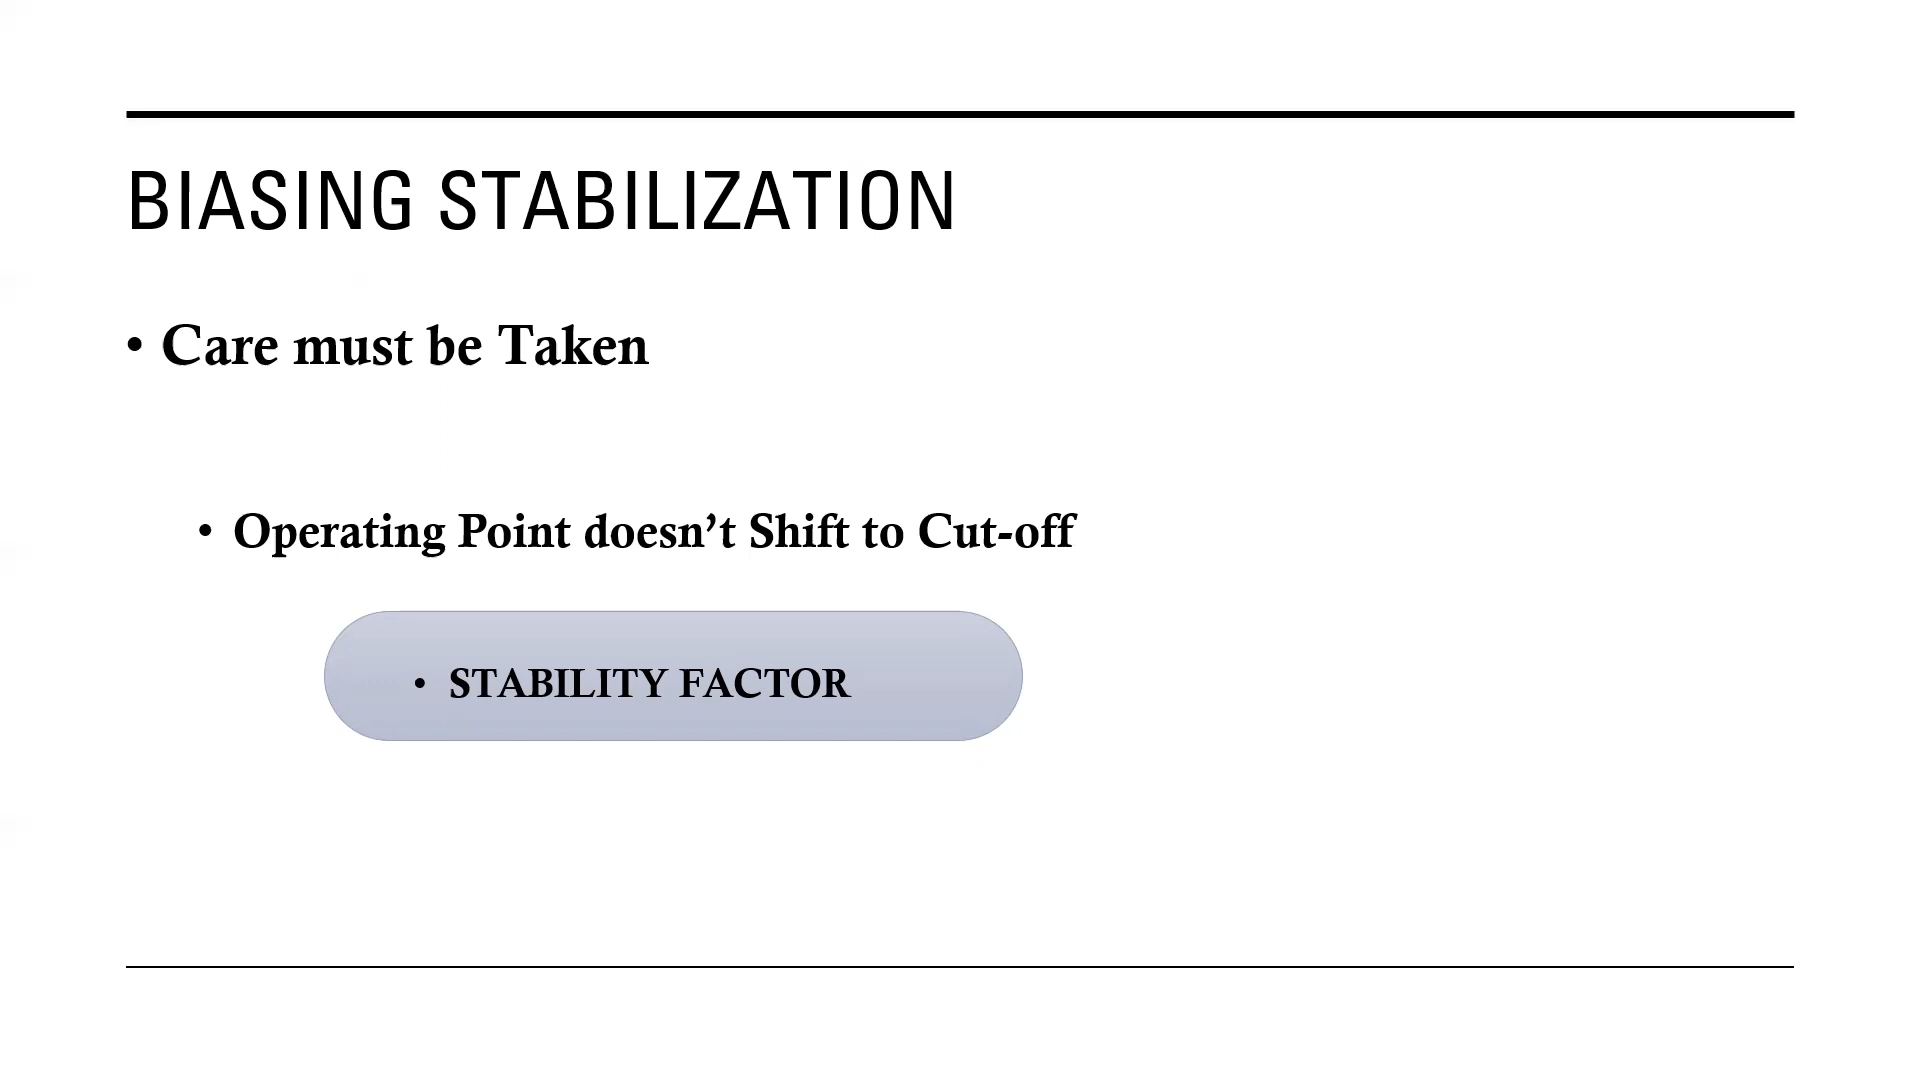 BIASING STABILIZATION
• Care must be Taken
• Operating Point doesn’t Shift to Cut-off
• STABILITY FACTOR